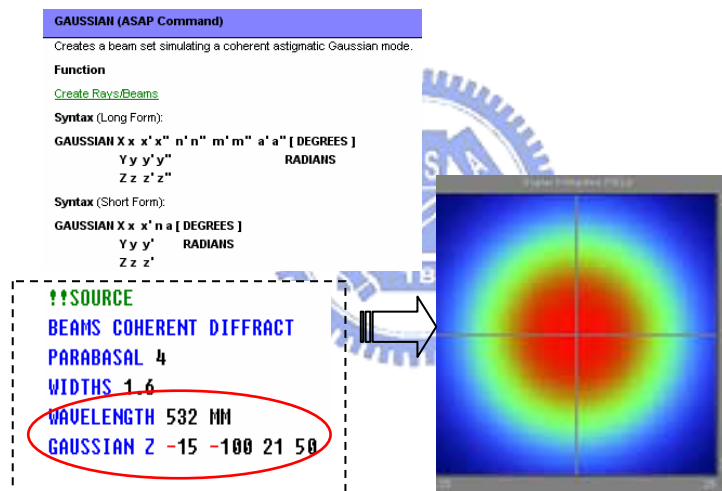 GAUSSIAN (ASAP Command)
Creates a beam set simulating a coherent astigmatic Gaussian mode.
Function
Create Rays/Beams
Syntax (Long Form):
GAUSSIAN X x x' x" n' n" m' m" a' a" [ DEGREES ]
Y y y' y" RADIANS
Z z z' z"
Syntax (Short Form):
GAUSSIAN X x x' n a [ DEGREES ]
Y y y' RADIANS
Z z z'
!!SOURCE
BEAMS COHERENT DIFFRACT
PARABASAL 4
WIDTHS 1.6
WAVELENGTH 532 MM
GAUSSIAN Z -15 -100 21 50